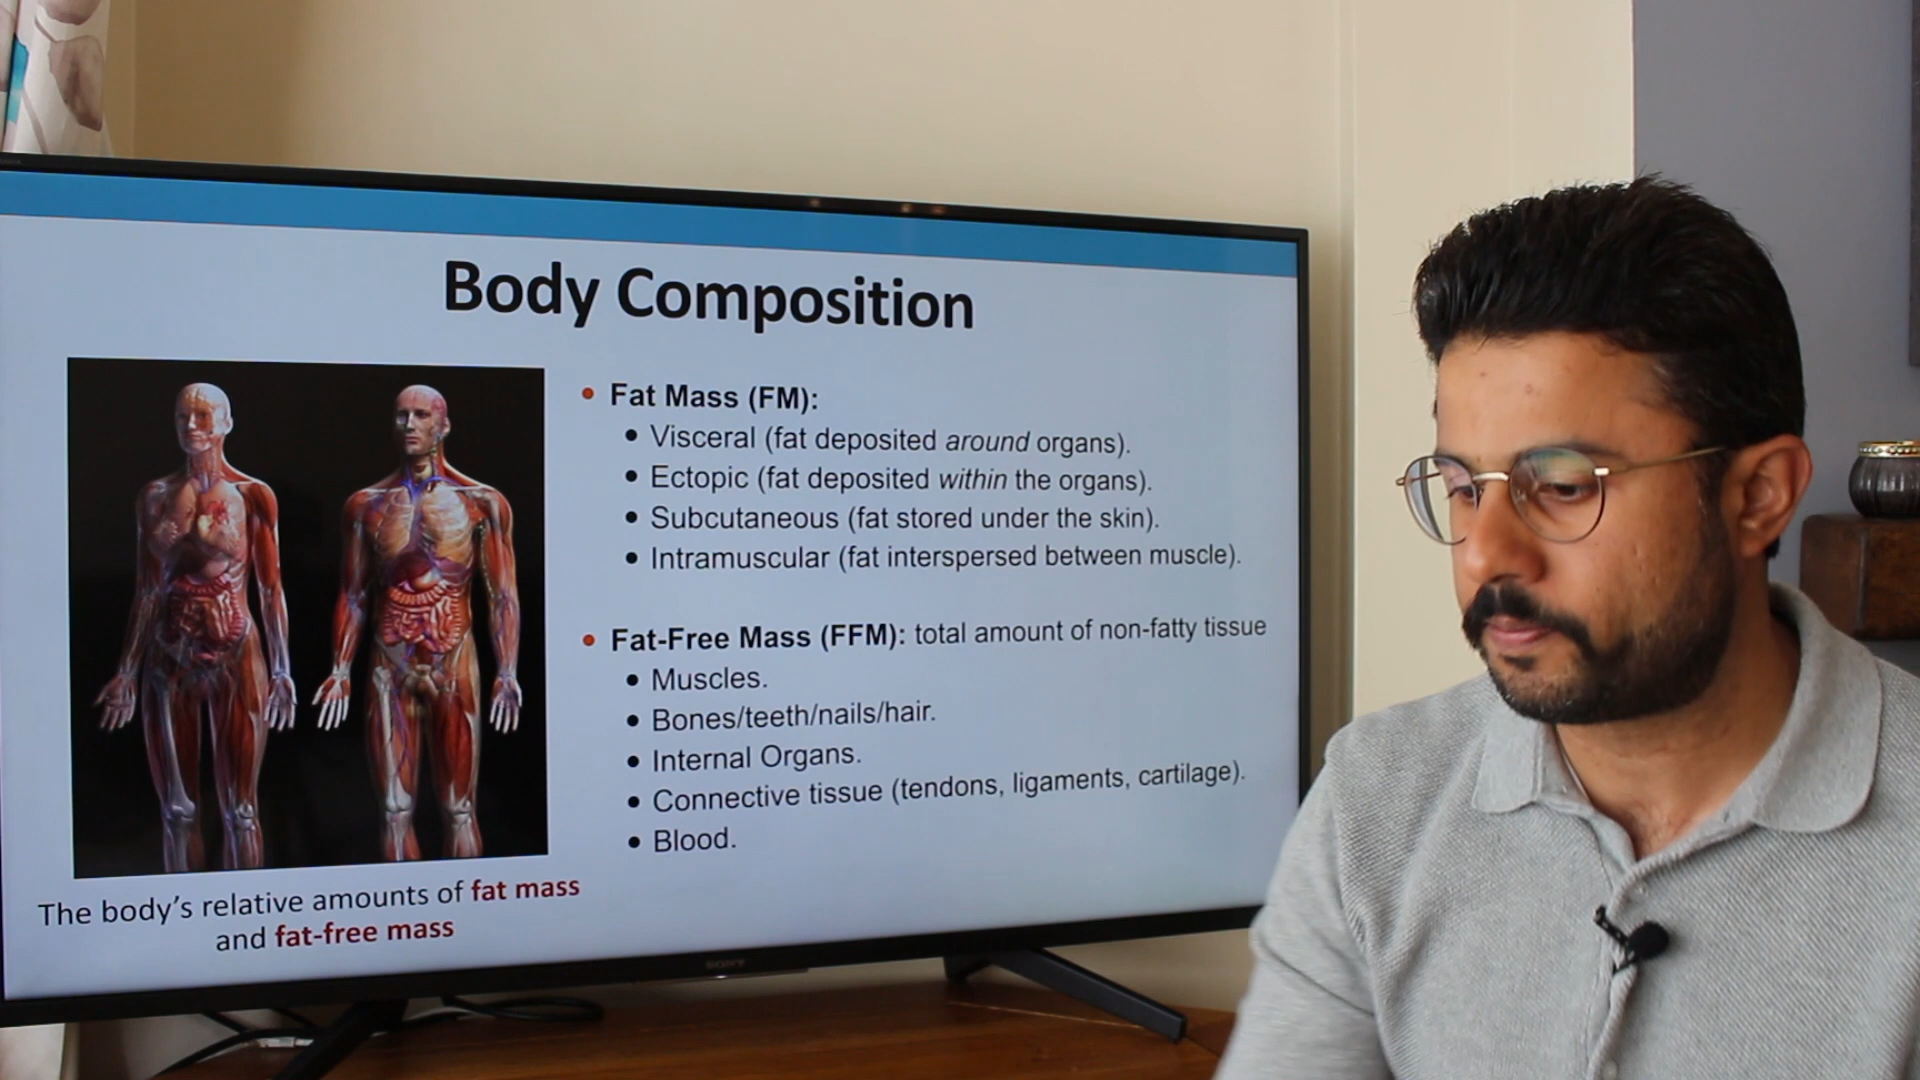 Body Composition
Fat Mass (FM):
Visceral (fat deposited around organs).
Ectopic (fat deposited within the organs).
Subcutaneous (fat stored under the skin).
Intramuscular (fat interspersed between muscle).
Fat-Free Mass (FFM): total amount of non-fatty tissue
Muscles.
Bones/teeth/nails/hair.
Internal Organs.
Connective tissue (tendons, ligaments, cartilage).
Blood.
The body's relative amounts of fat mass
and fat-free mass
SONY